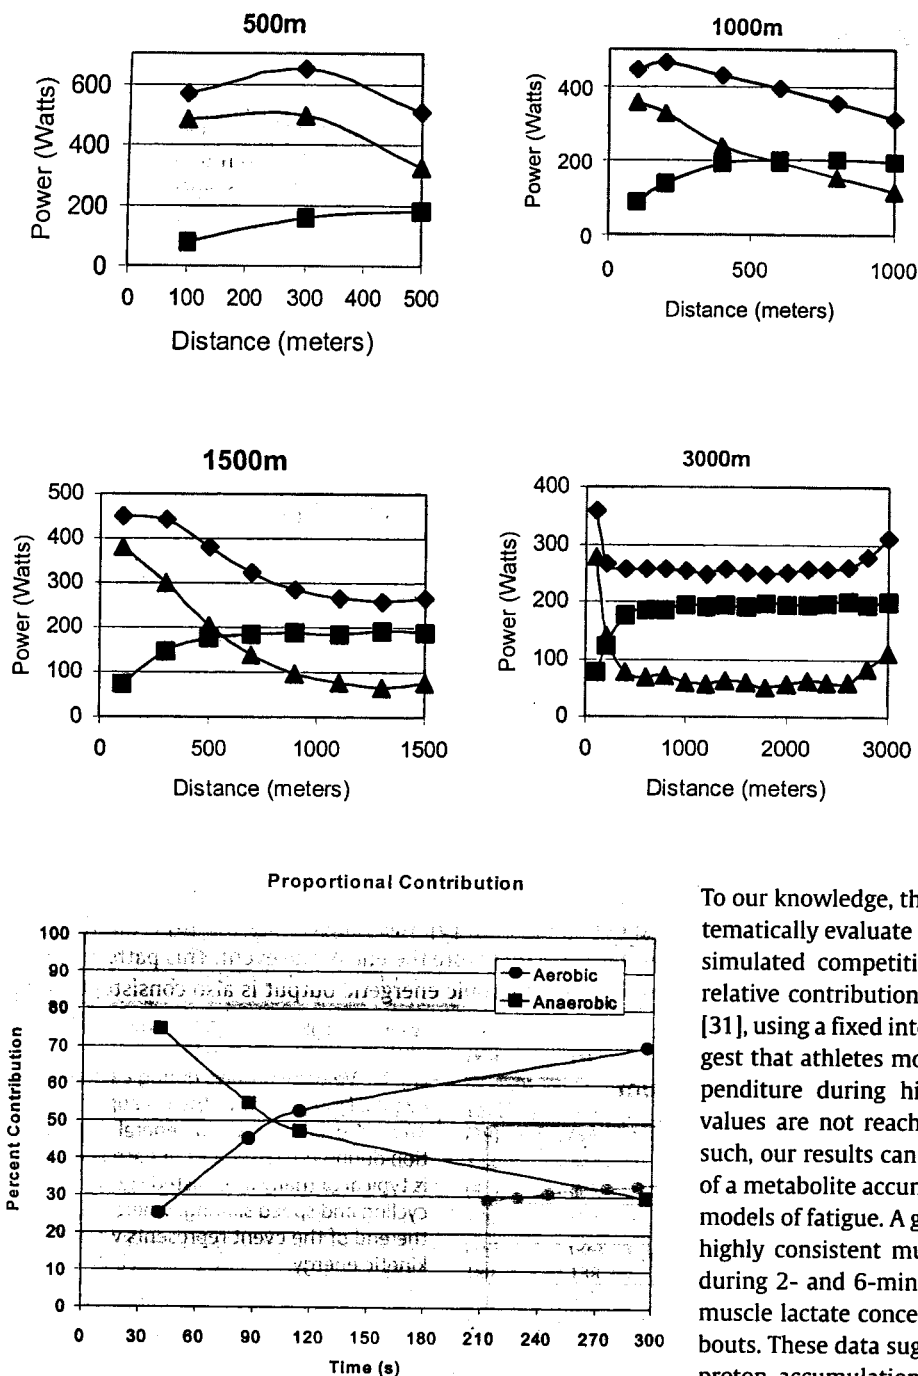 500m
Power (Watts)
600
400
200
0
0 100 200 300 400 500
Distance (meters)
1000m
Power (Watts)
400
200
0
0 500 1000
Distance (meters)
1500m
Power (Watts)
500
400
300
200
100
0
0 500 1000 1500
Distance (meters)
3000m
Power (Watts)
400
300
200
100
0
0 1000 2000 3000
Distance (meters)
Proportional Contribution
Percent Contribution
100
90
80
70
60
50
40
30
20
10
0
Aerobic
Anaerobic
0 30 60 90 120 150 180 210 240 270 300
Time (s)
To our knowledge, th
tematically evaluate
simulated competiti
relative contribution
[31], using a fixed int
gest that athletes mo
penditure during hi
values are not reach
such, our results can
of a metabolite accum
models of fatigue. A g
highly consistent mu
during 2- and 6-min
muscle lactate conce
bouts. These data sug
proton accumulation